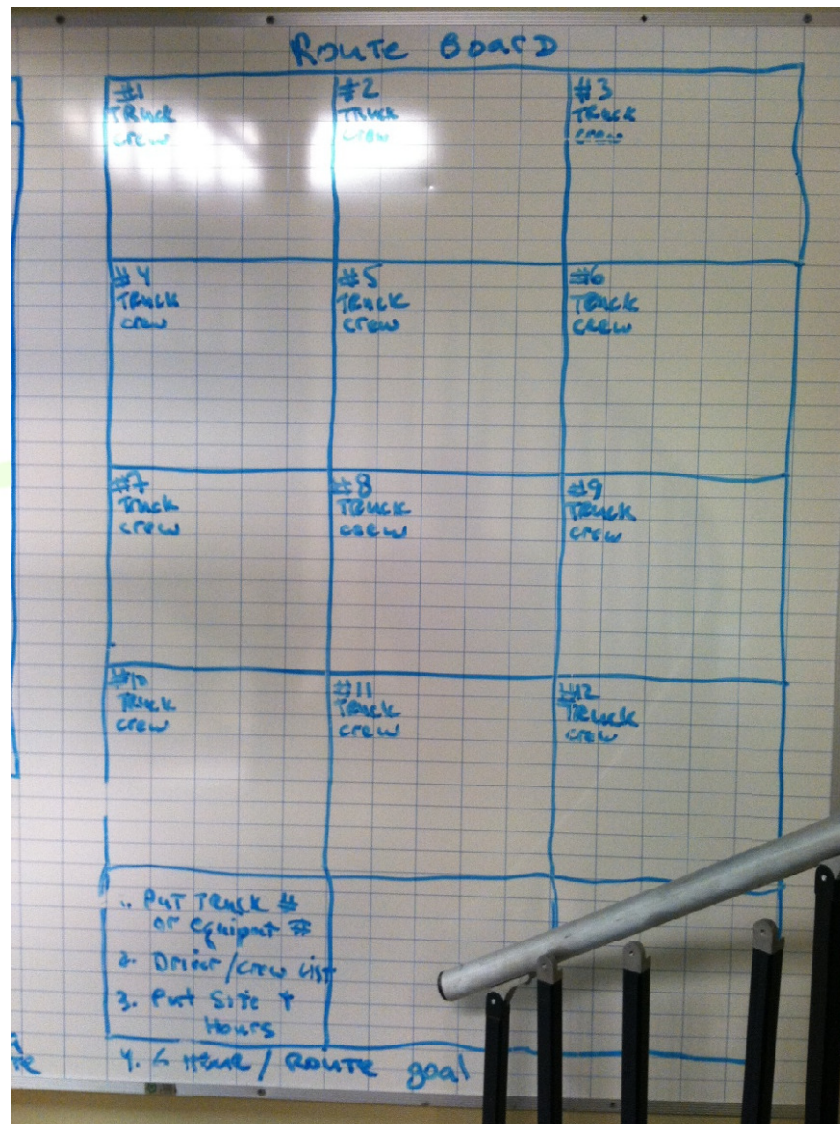 Route Board
#1
Truck
crew
#2
Truck
crew
#3
Truck
crew
#4
Truck
crew
#5
Truck
crew
#6
Truck
crew
#7
Truck
crew
#8
Truck
crew
#9
Truck
crew
#10
Truck
crew
#11
Truck
crew
#12
Truck
crew
1. Put Truck #
or equipmt #
2. Driver/crew List
3. Put Site +
Hours
4. Hour / Route goal